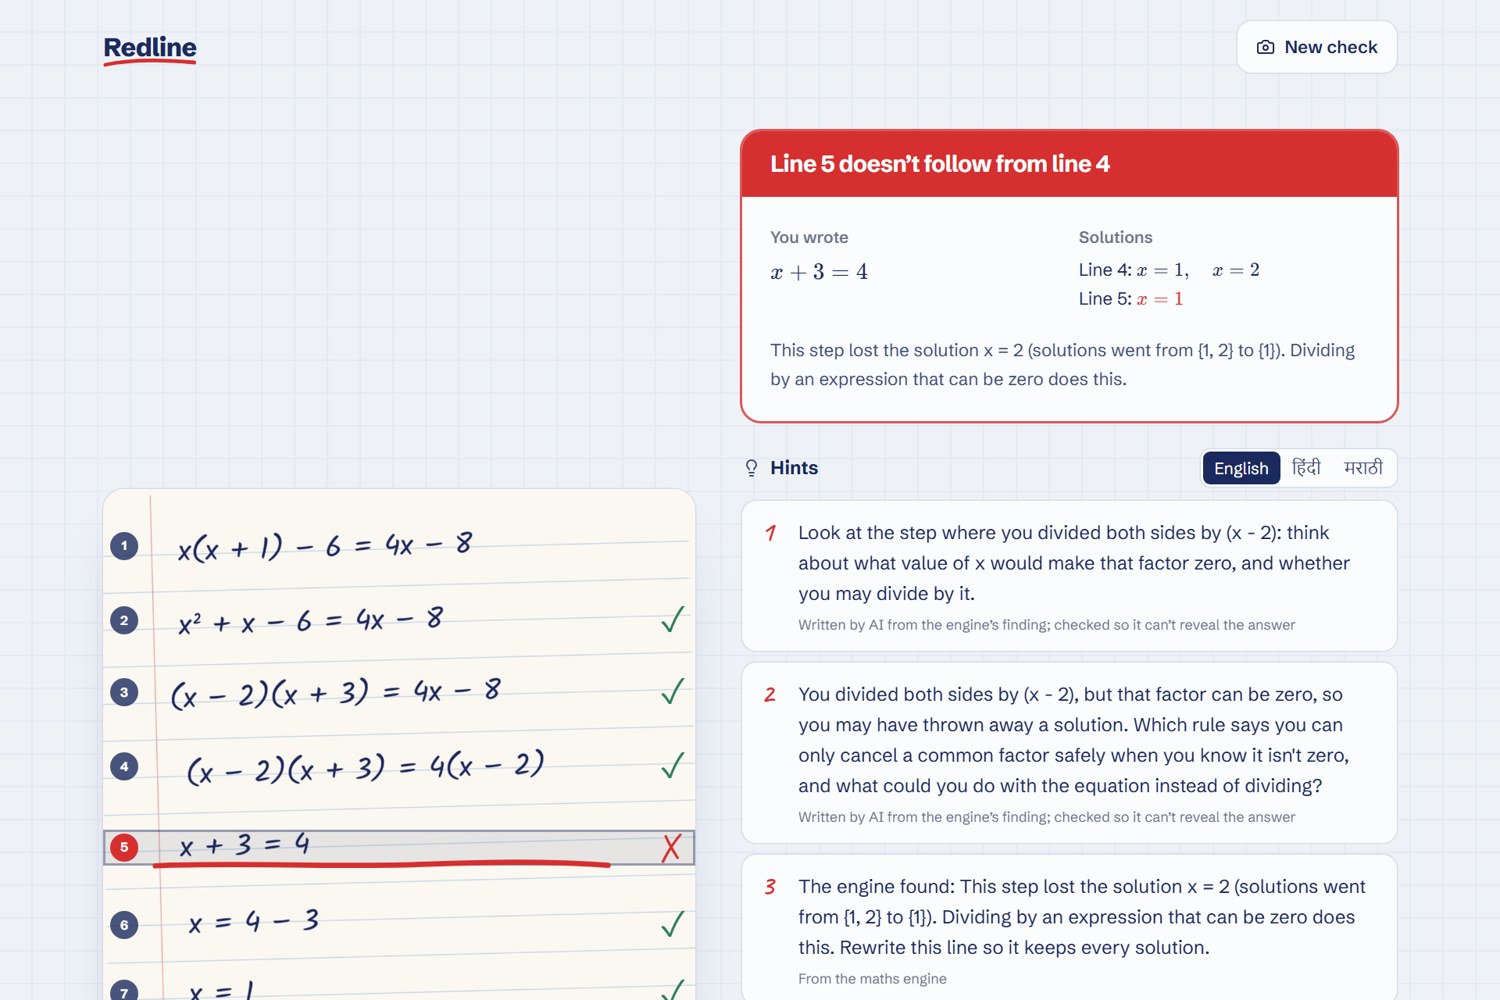 Redline
New check
Line 5 doesn’t follow from line 4
You wrote
x + 3 = 4
Solutions
Line 4: x = 1, x = 2
Line 5: x = 1
This step lost the solution x = 2 (solutions went from {1, 2} to {1}). Dividing
by an expression that can be zero does this.
Hints
English हिंदी मराठी
1 Look at the step where you divided both sides by (x - 2): think
about what value of x would make that factor zero, and whether
you may divide by it.
Written by AI from the engine’s finding; checked so it can’t reveal the answer
2 You divided both sides by (x - 2), but that factor can be zero, so
you may have thrown away a solution. Which rule says you can
only cancel a common factor safely when you know it isn't zero,
and what could you do with the equation instead of dividing?
Written by AI from the engine’s finding; checked so it can’t reveal the answer
3 The engine found: This step lost the solution x = 2 (solutions went
from {1, 2} to {1}). Dividing by an expression that can be zero does
this. Rewrite this line so it keeps every solution.
From the maths engine
1 x(x + 1) − 6 = 4x − 8
2 x² + x − 6 = 4x − 8 ✓
3 (x − 2)(x + 3) = 4x − 8 ✓
4 (x − 2)(x + 3) = 4(x − 2) ✓
5 x + 3 = 4 ✗
6 x = 4 − 3 ✓
7 x = 1 ✓